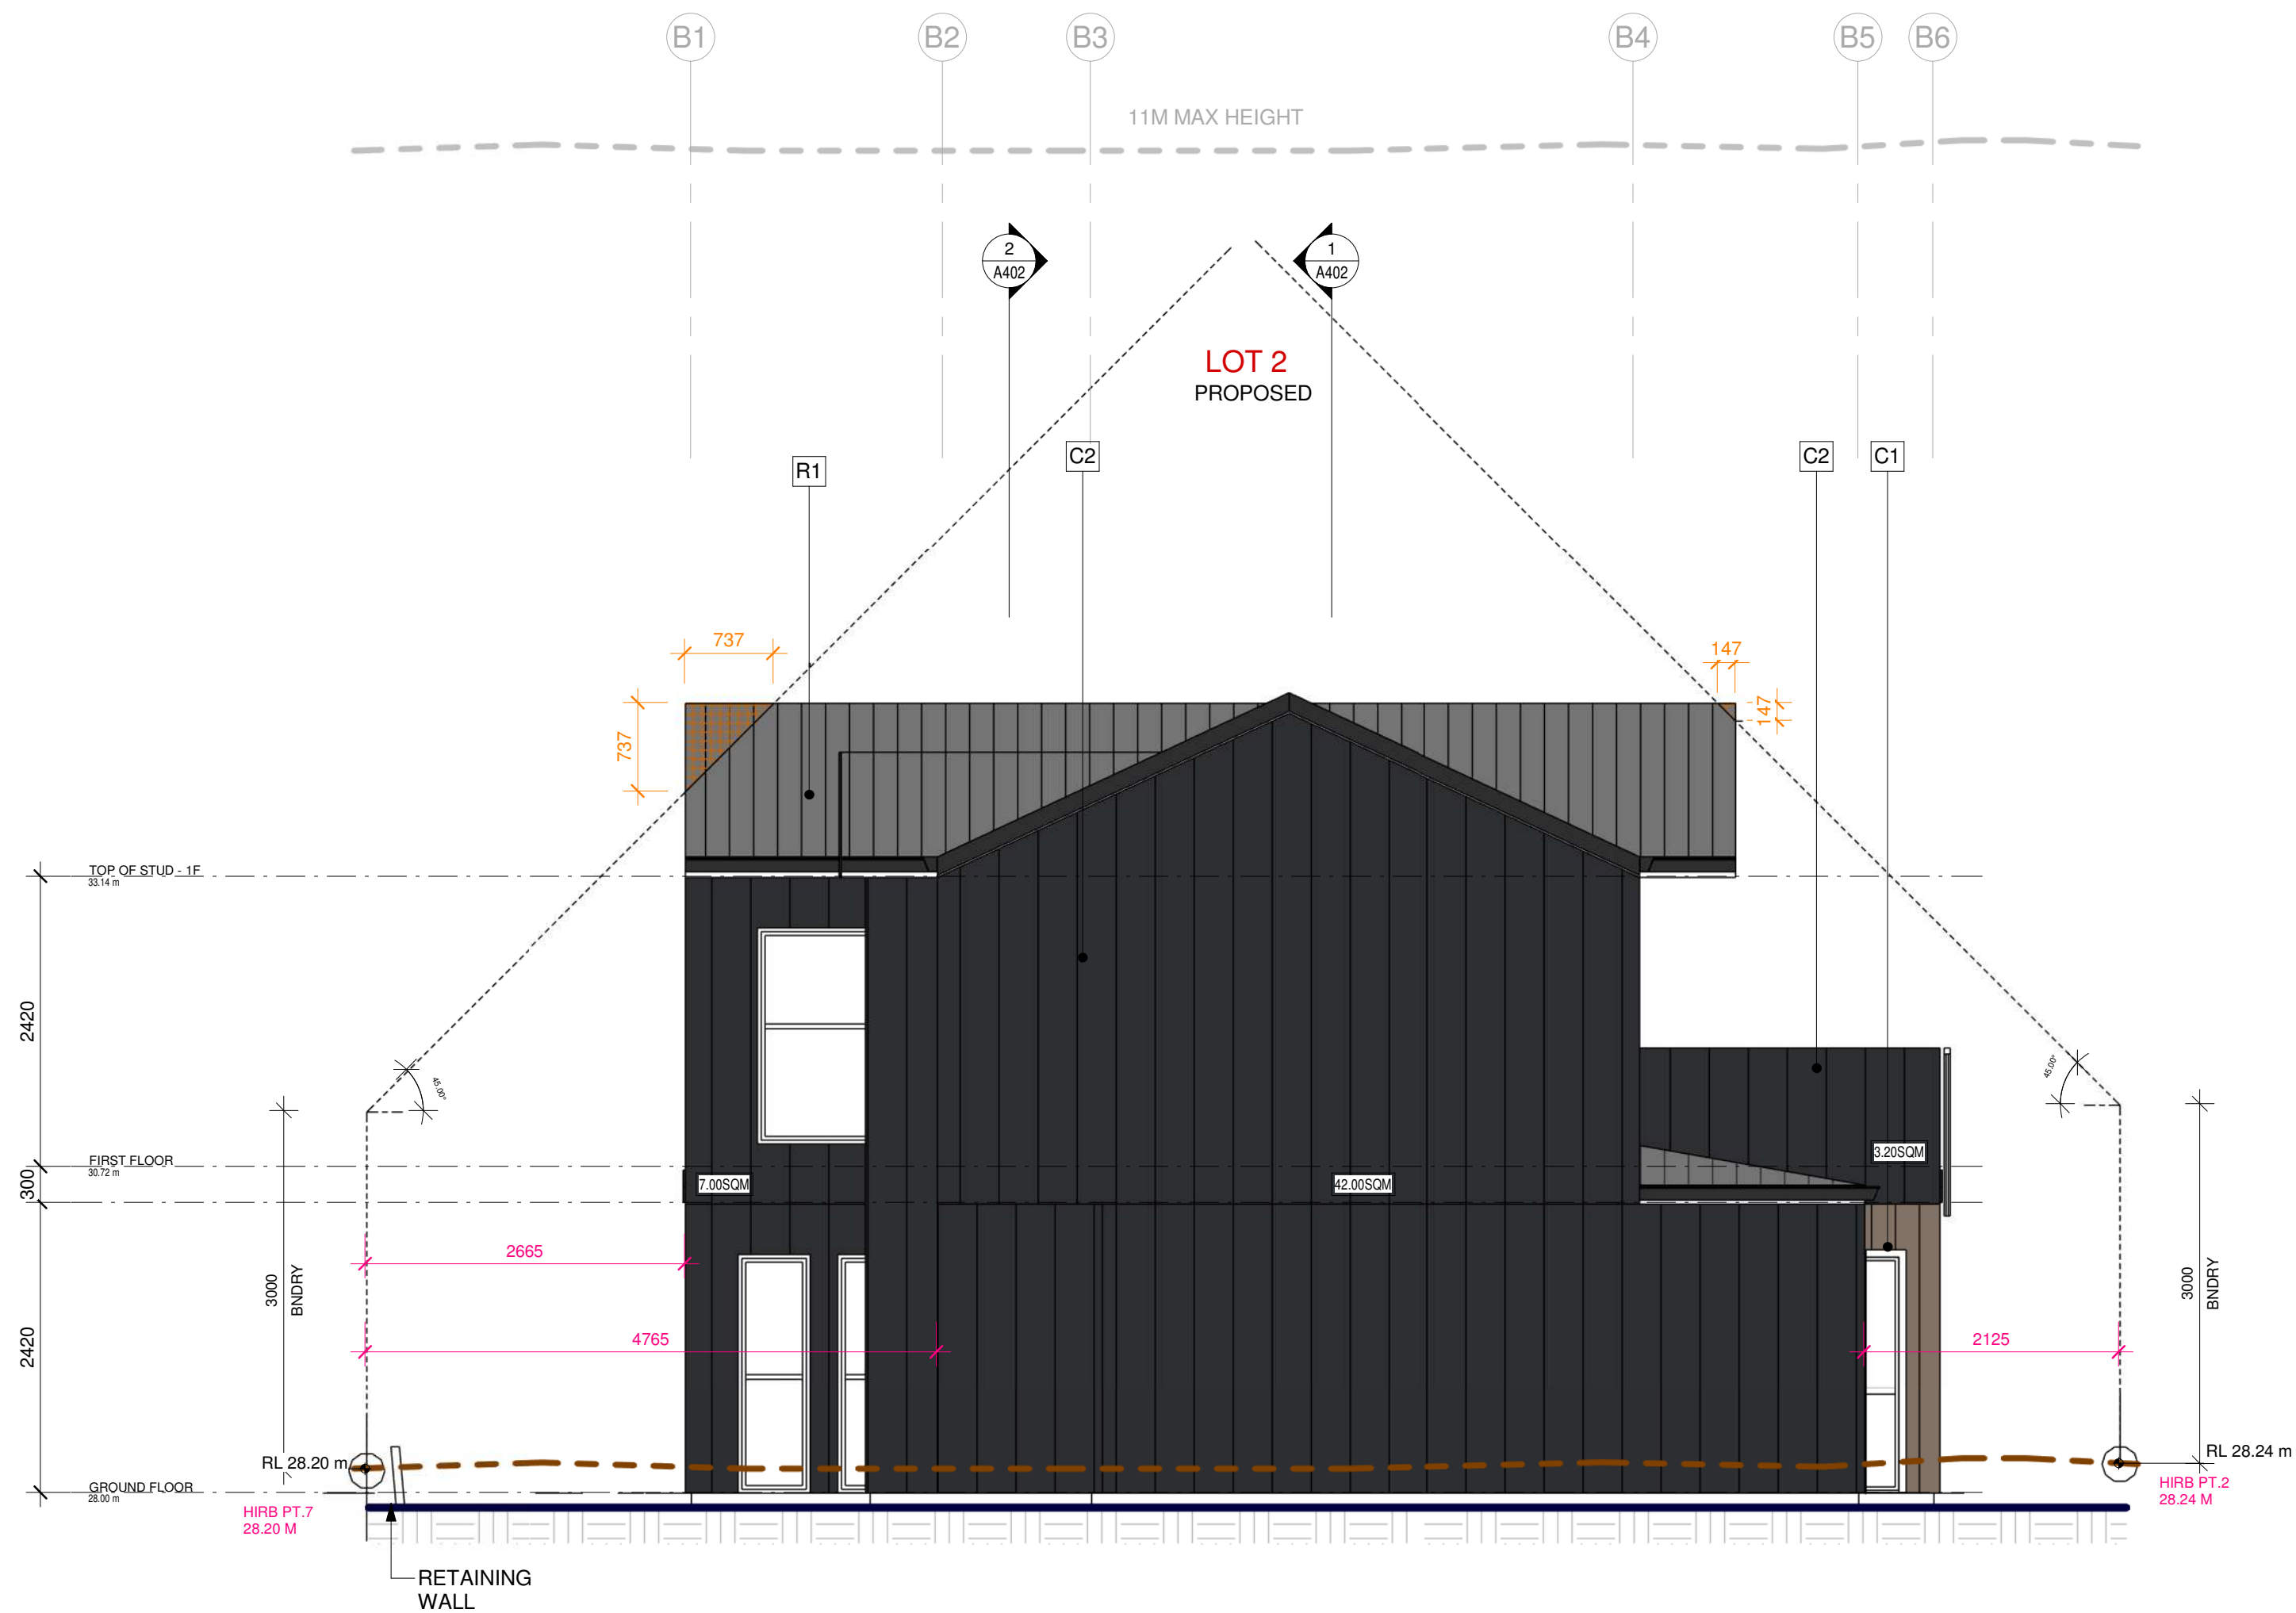 B1
B2
B3
B4
B5
B6
11M MAX HEIGHT
2
A402
1
A402
LOT 2
PROPOSED
R1
C2
C2
C1
737
147
737
147
TOP OF STUD - 1F
33.14 m
2420
45.00°
45.00°
FIRST FLOOR
30.72 m
300
7.00SQM
42.00SQM
3.20SQM
2665
3000
BNDRY
3000
BNDRY
2420
4765
2125
RL 28.20 m
RL 28.24 m
GROUND FLOOR
28.00 m
HIRB PT.7
28.20 M
HIRB PT.2
28.24 M
RETAINING
WALL